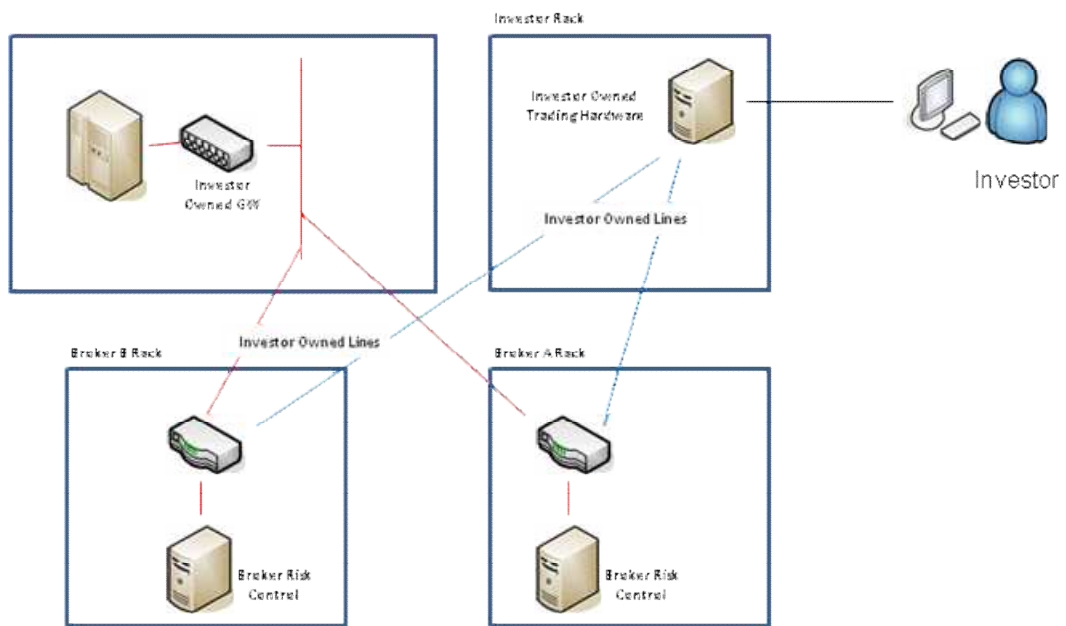 Investor Rack
Investor Owned
Trading Hardware
Investor
Owned GW
Investor
Investor Owned Lines
Investor Owned Lines
Broker B Rack
Broker A Rack
Broker Risk
Control
Broker Risk
Control